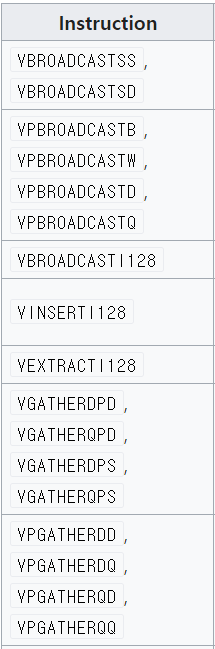 Instruction
VBROADCASTSS,
VBROADCASTSD
VPBROADCASTB,
VPBROADCASTW,
VPBROADCASTD,
VPBROADCASTQ
VBROADCASTI128
VINSERTI128
VEXTRACTI128
VGATHERDPD,
VGATHERQPD,
VGATHERDPS,
VGATHERQPS
VPGATHERDD,
VPGATHERDQ,
VPGATHERQD,
VPGATHERQQ